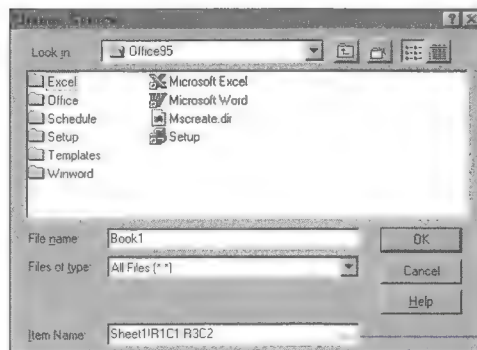 Look in: Office95
Excel
Office
Schedule
Setup
Templates
Winword
Microsoft Excel
Microsoft Word
Mscreate.dir
Setup
File name: Book1 OK
Files of type: All Files (*.*) Cancel
Help
Item Name: Sheet1!R1C1 R3C2